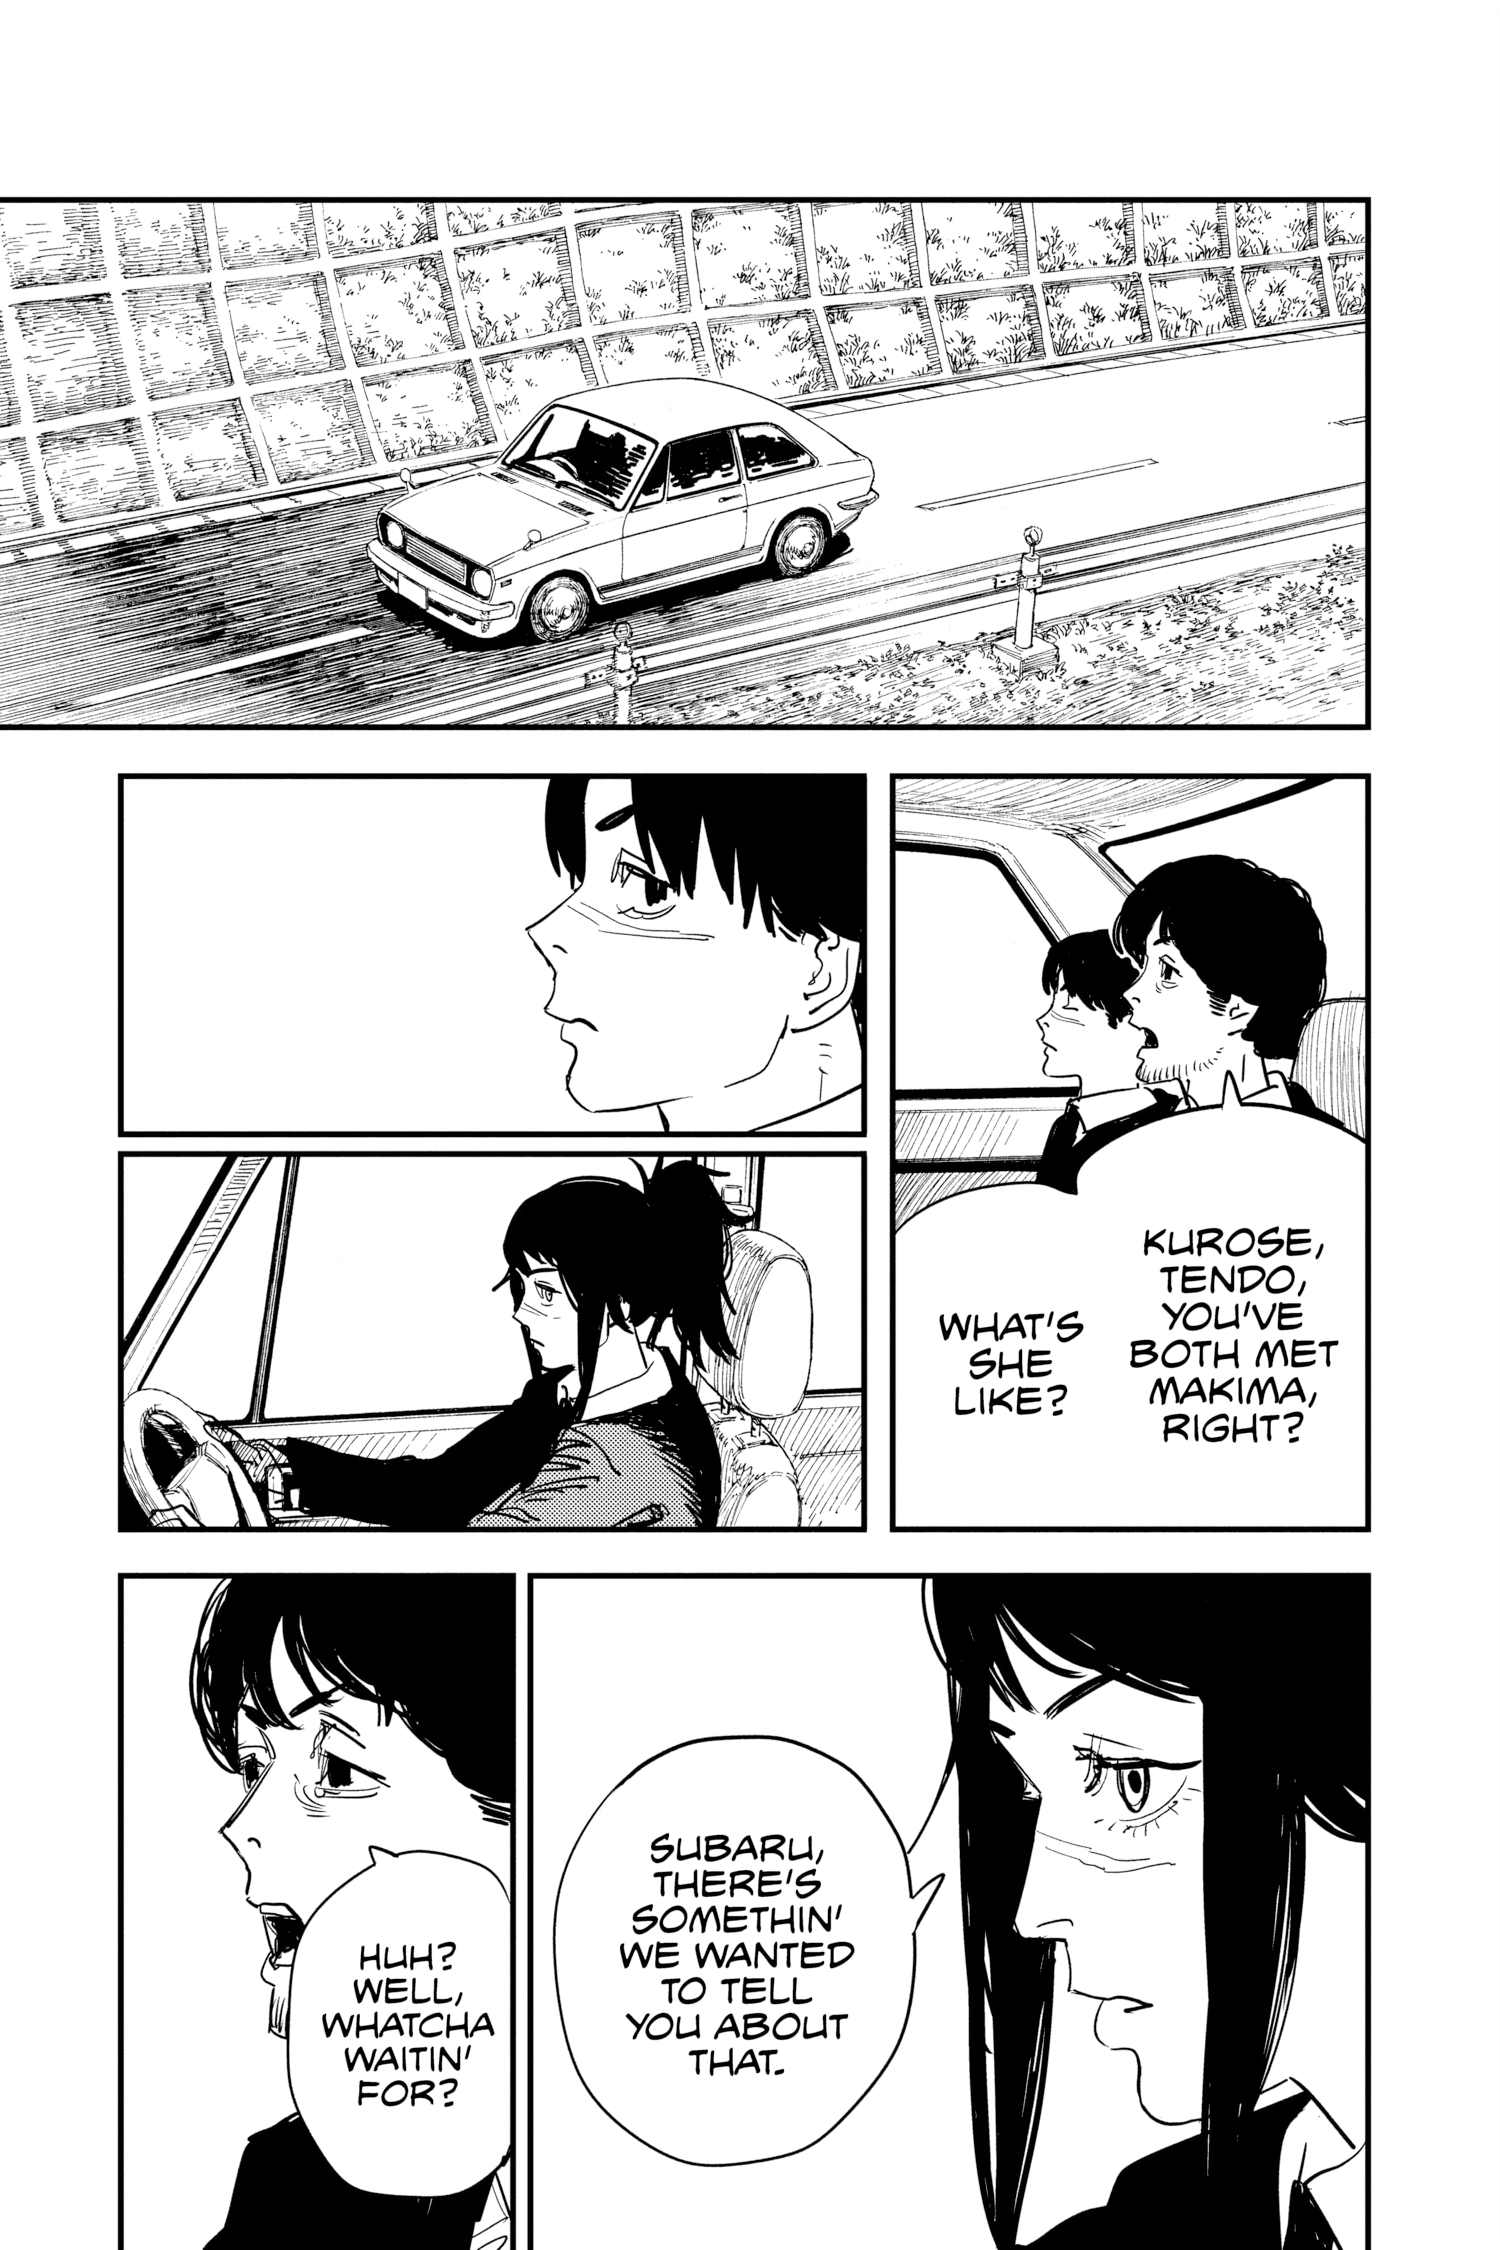 KUROSE,
TENDO,
YOU'VE
BOTH MET
MAKIMA,
RIGHT?
WHAT'S
SHE
LIKE?
SUBARU,
THERE'S
SOMETHIN'
WE WANTED
TO TELL
YOU ABOUT
THAT.
HUH?
WELL,
WHATCHA
WAITIN'
FOR?